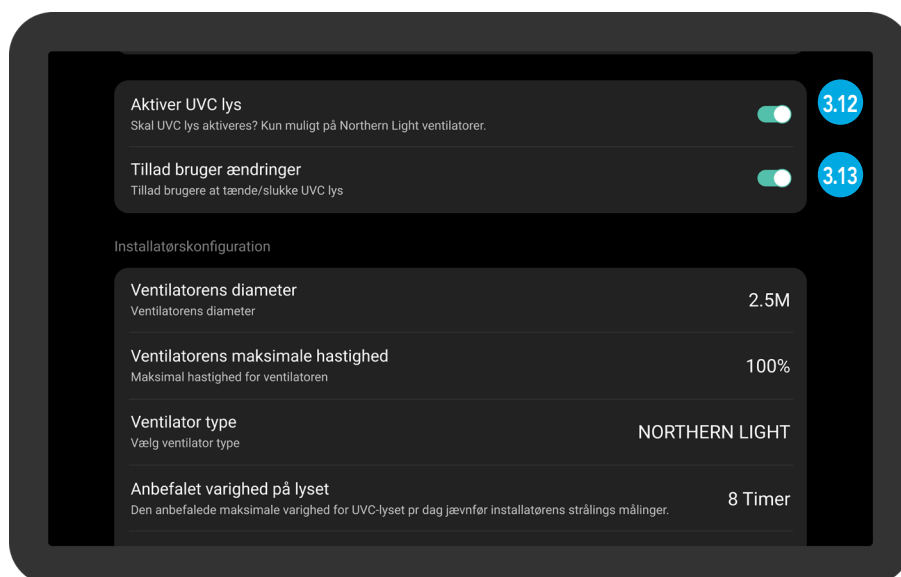 Aktiver UVC lys
Skal UVC lys aktiveres? Kun muligt på Northern Light ventilatorer.
3.12
Tillad bruger ændringer
Tillad brugere at tænde/slukke UVC lys
3.13
Installatørskonfiguration
Ventilatorens diameter
Ventilatorens diameter
2.5M
Ventilatorens maksimale hastighed
Maksimal hastighed for ventilatoren
100%
Ventilator type
Vælg ventilator type
NORTHERN LIGHT
Anbefalet varighed på lyset
Den anbefalede maksimale varighed for UVC-lyset pr dag jævnfør installatørens strålings målinger.
8 Timer